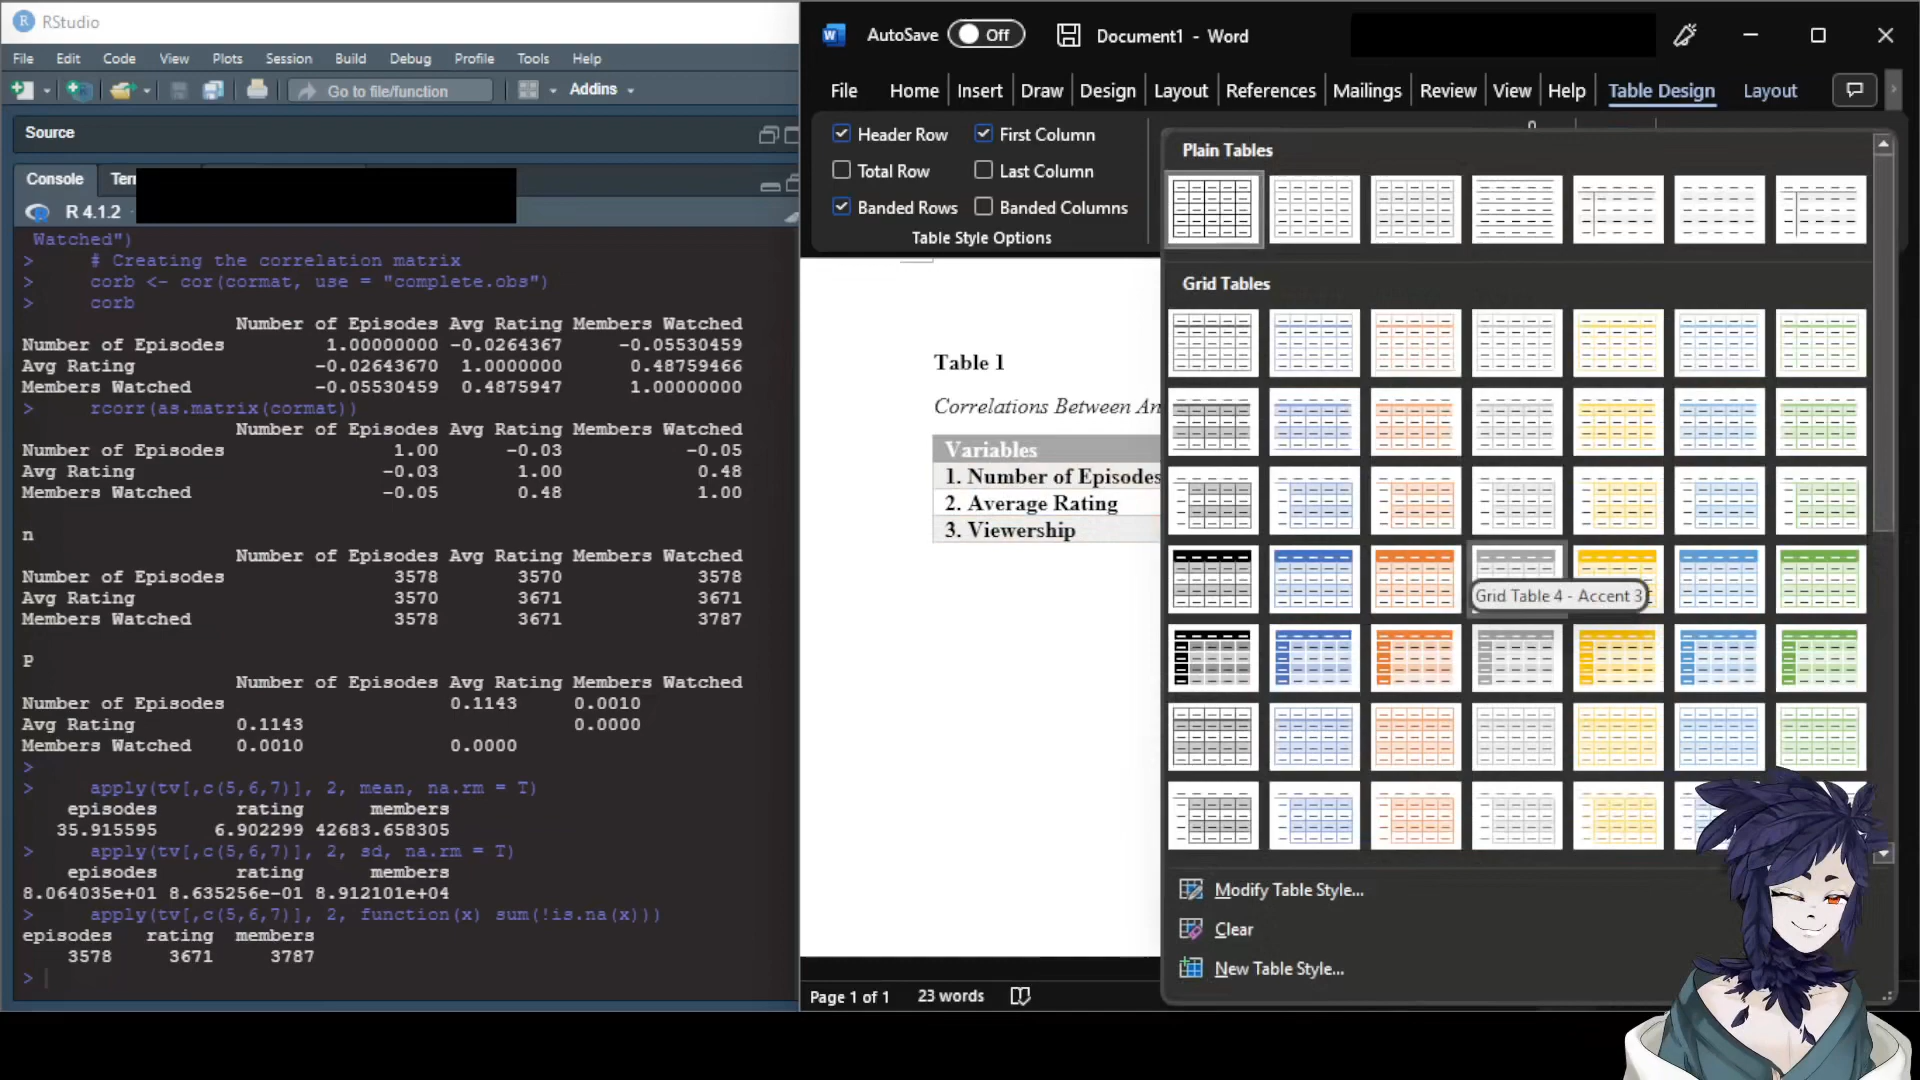 RStudio
File Edit Code View Plots Session Build Debug Profile Tools Help
Go to file/function Addins
Source
Console Ter
R 4.1.2 ·
Watched")
> # Creating the correlation matrix
> corb <- cor(cormat, use = "complete.obs")
> corb
Number of Episodes Avg Rating Members Watched
Number of Episodes 1.00000000 -0.0264367 -0.05530459
Avg Rating -0.02643670 1.0000000 0.48759466
Members Watched -0.05530459 0.4875947 1.00000000
> rcorr(as.matrix(cormat))
Number of Episodes Avg Rating Members Watched
Number of Episodes 1.00 -0.03 -0.05
Avg Rating -0.03 1.00 0.48
Members Watched -0.05 0.48 1.00
n
Number of Episodes Avg Rating Members Watched
Number of Episodes 3578 3570 3578
Avg Rating 3570 3671 3671
Members Watched 3578 3671 3787
P
Number of Episodes Avg Rating Members Watched
Number of Episodes 0.1143 0.0010
Avg Rating 0.1143 0.0000
Members Watched 0.0010 0.0000
>
> apply(tv[,c(5,6,7)], 2, mean, na.rm = T)
episodes rating members
35.915595 6.902299 42683.658305
> apply(tv[,c(5,6,7)], 2, sd, na.rm = T)
episodes rating members
8.064035e+01 8.635256e-01 8.912101e+04
> apply(tv[,c(5,6,7)], 2, function(x) sum(!is.na(x)))
episodes rating members
3578 3671 3787
>
AutoSave Off Document1 - Word
File Home Insert Draw Design Layout References Mailings Review View Help Table Design Layout
Header Row First Column
Total Row Last Column
Banded Rows Banded Columns
Table Style Options
Plain Tables
Grid Tables
Grid Table 4 - Accent 3
Modify Table Style...
Clear
New Table Style...
Table 1
Correlations Between An
Variables
1. Number of Episodes
2. Average Rating
3. Viewership
Page 1 of 1 23 words